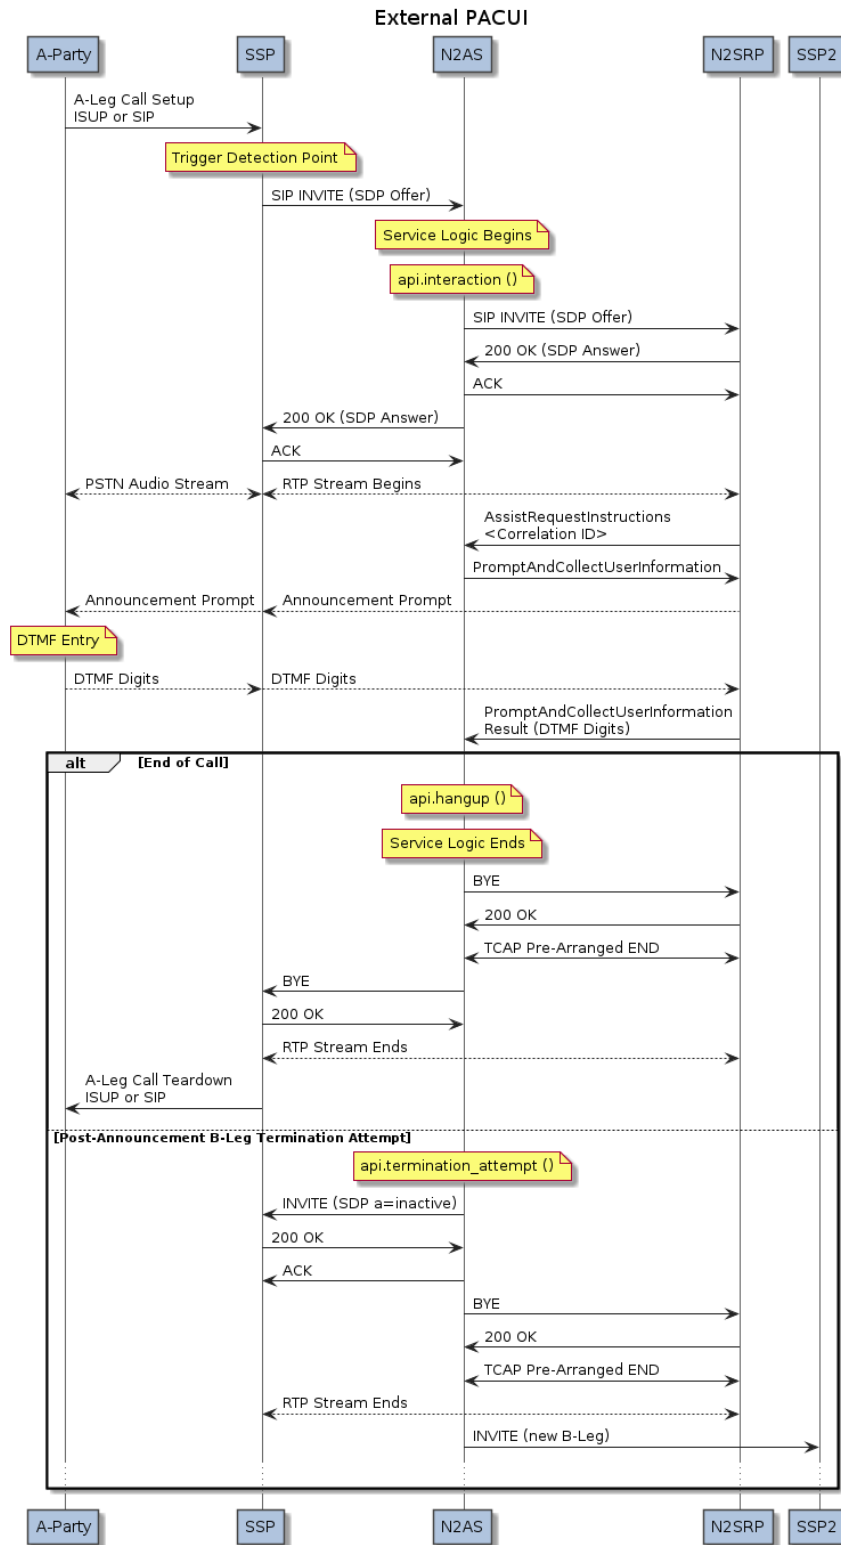 External PACUI
A-Party SSP N2AS N2SRP SSP2
A-Leg Call Setup
ISUP or SIP
Trigger Detection Point
SIP INVITE (SDP Offer)
Service Logic Begins
api.interaction ()
SIP INVITE (SDP Offer)
200 OK (SDP Answer)
ACK
200 OK (SDP Answer)
ACK
PSTN Audio Stream RTP Stream Begins
AssistRequestInstructions
<Correlation ID>
PromptAndCollectUserInformation
Announcement Prompt Announcement Prompt
DTMF Entry
DTMF Digits DTMF Digits
PromptAndCollectUserInformation
Result (DTMF Digits)
alt [End of Call]
api.hangup ()
Service Logic Ends
BYE
200 OK
TCAP Pre-Arranged END
BYE
200 OK
RTP Stream Ends
A-Leg Call Teardown
ISUP or SIP
[Post-Announcement B-Leg Termination Attempt]
api.termination_attempt ()
INVITE (SDP a=inactive)
200 OK
ACK
BYE
200 OK
TCAP Pre-Arranged END
RTP Stream Ends
INVITE (new B-Leg)
A-Party SSP N2AS N2SRP SSP2